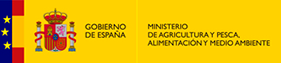 GOBIERNO
DE ESPAÑA
MINISTERIO
DE AGRICULTURA Y PESCA,
ALIMENTACIÓN Y MEDIO AMBIENTE